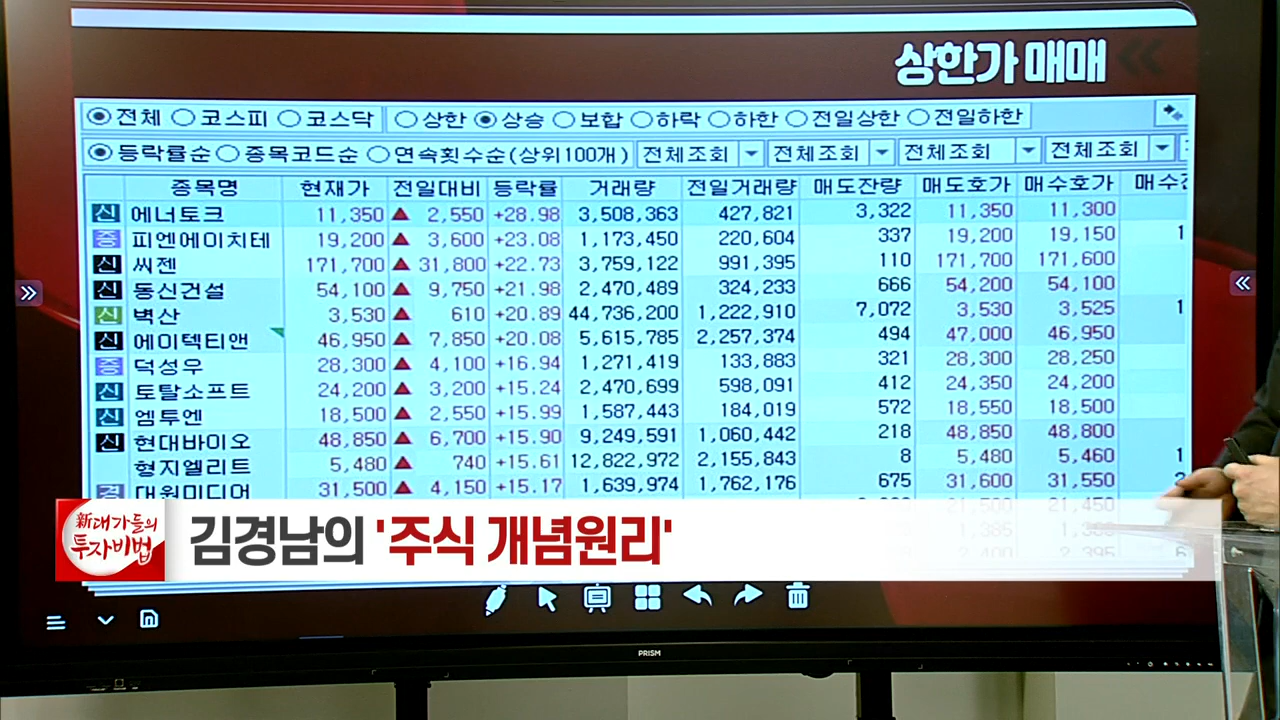 상한가 매매
전체 코스피 코스닥 상한 상승 보합 하락 하한 전일상한 전일하한
등락률순 종목코드순 연속횟수순(상위100개) 전체조회 전체조회 전체조회 전체조회
종목명 현재가 전일대비 등락률 거래량 전일거래량 매도잔량 매도호가 매수호가
신 에너토크 11,350 ▲ 2,550 +28.98 3,508,363 427,821 3,322 11,350 11,300
증 피엔에이치테 19,200 ▲ 3,600 +23.08 1,173,450 220,604 337 19,200 19,150 1
신 씨젠 171,700 ▲ 31,800 +22.73 3,759,122 991,395 110 171,700 171,600
신 동신건설 54,100 ▲ 9,750 +21.98 2,470,489 324,233 666 54,200 54,100
신 벽산 3,530 ▲ 610 +20.89 44,736,200 1,222,910 7,072 3,530 3,525 1
신 에이텍티앤 46,950 ▲ 7,850 +20.08 5,615,785 2,257,374 494 47,000 46,950
증 덕성우 28,300 ▲ 4,100 +16.94 1,271,419 133,883 321 28,300 28,250
신 토탈소프트 24,200 ▲ 3,200 +15.24 2,470,699 598,091 412 24,350 24,200
신 엠투엔 18,500 ▲ 2,550 +15.99 1,587,443 184,019 572 18,550 18,500
신 현대바이오 48,850 ▲ 6,700 +15.90 9,249,591 1,060,442 218 48,850 48,800
형지엘리트 5,480 ▲ 740 +15.61 12,822,972 2,155,843 8 5,480 5,460 1
경 대원미디어 31,500 ▲ 4,150 +15.17 1,639,974 1,762,176 675 31,600 31,550
新대가들의
투자비법
김경남의 '주식 개념원리'
PRISM